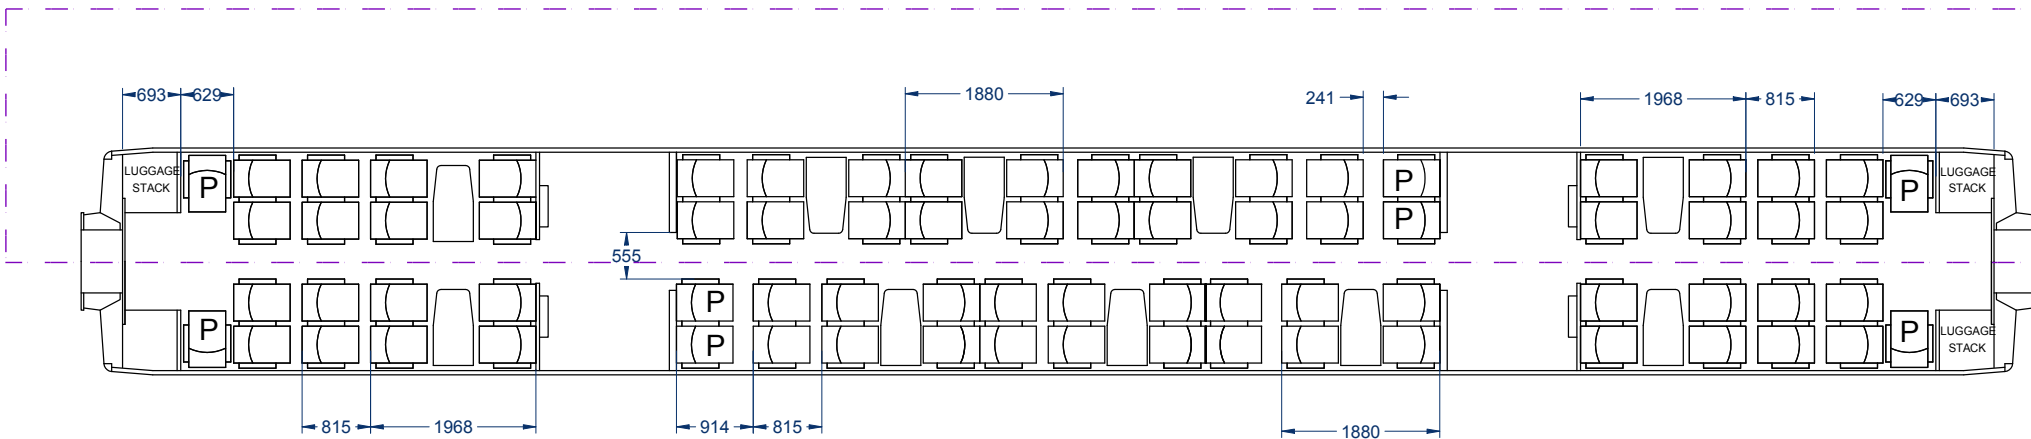 693
629
1880
241
1968
815
629
693
LUGGAGE
STACK
P
P
P
P
LUGGAGE
STACK
555
P
P
P
P
LUGGAGE
STACK
815
1968
914
815
1880